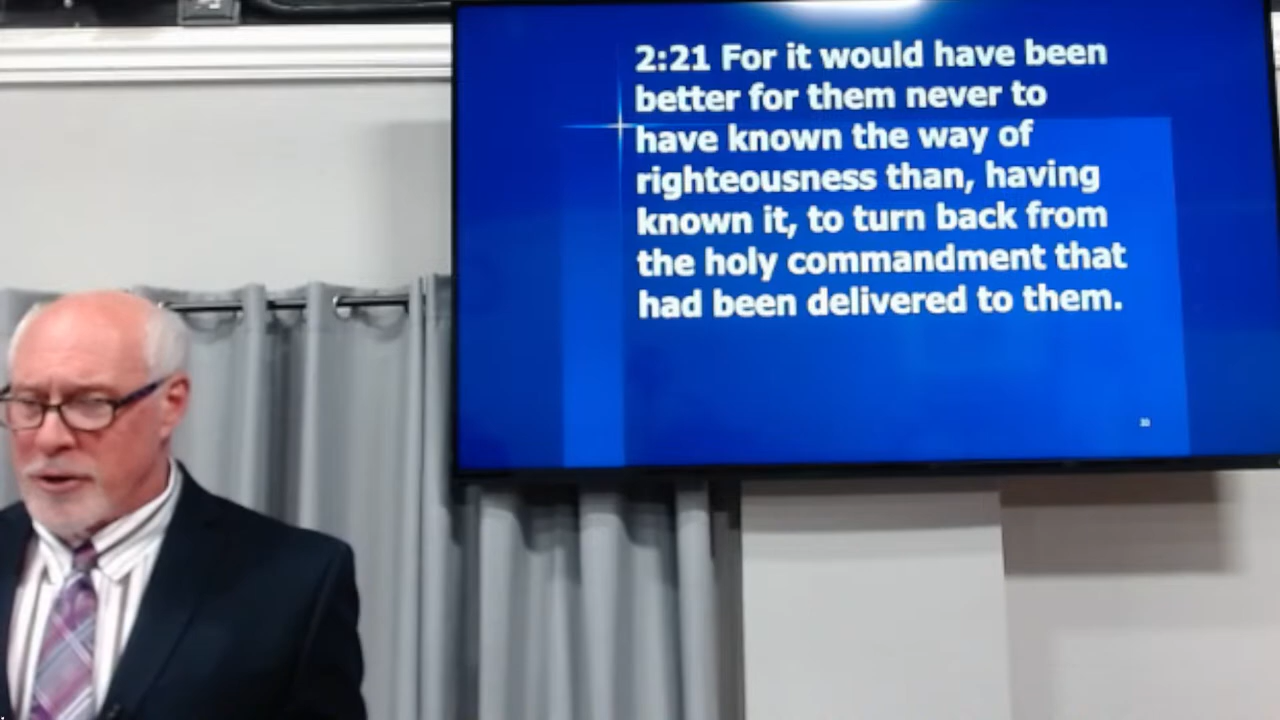 2:21 For it would have been
better for them never to
have known the way of
righteousness than, having
known it, to turn back from
the holy commandment that
had been delivered to them.